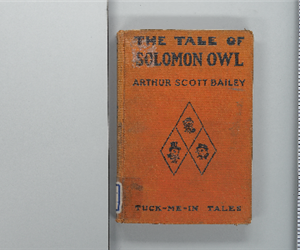 THE TALE OF
SOLOMON OWL
ARTHUR SCOTT BAILEY
TUCK-ME-IN TALES